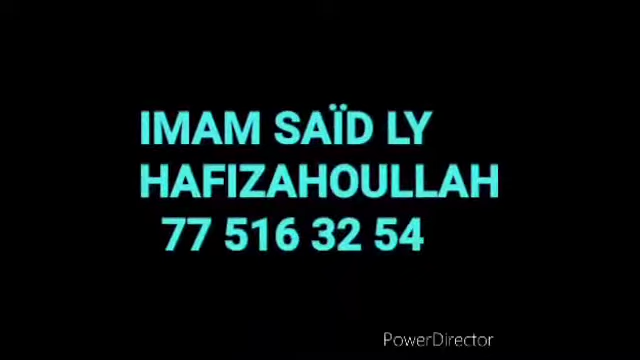 IMAM SAÏD LY
HAFIZAHOULLAH
77 516 32 54
PowerDirector